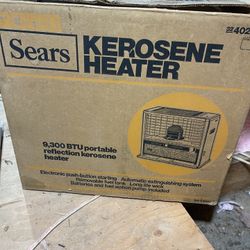 Sears
KEROSENE
HEATER
9,300 BTU portable
reflection kerosene
heater
Electronic push-button starting Automatic extinguishing system
Removable fuel tank Long life wick
Batteries and fuel siphon pump included